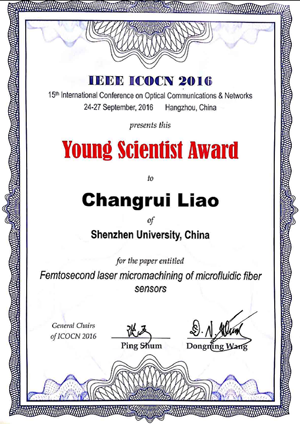 IEEE ICOCN 2016
15th International Conference on Optical Communications & Networks
24-27 September, 2016 Hangzhou, China
presents this
Young Scientist Award
to
Changrui Liao
of
Shenzhen University, China
for the paper entitled
Femtosecond laser micromachining of microfluidic fiber
sensors
General Chairs
of ICOCN 2016
Ping Shum
Dongning Wang